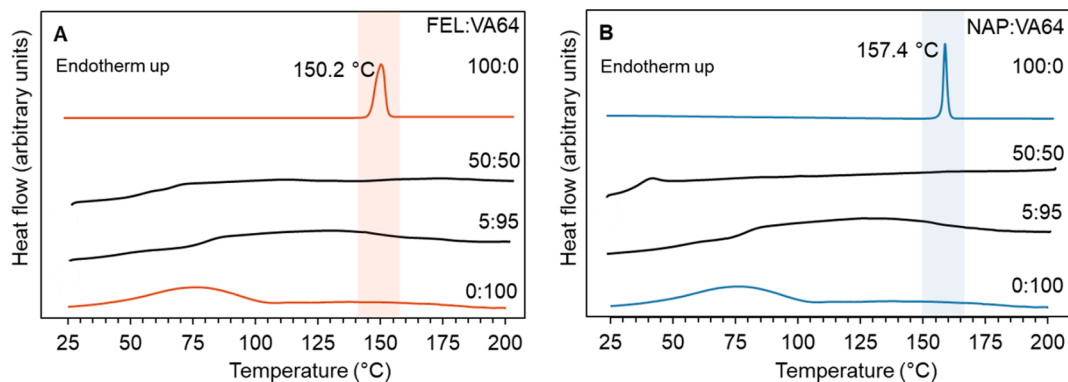 A
FEL:VA64
Endotherm up
150.2 °C
100:0
50:50
5:95
0:100
Heat flow (arbitrary units)
25 50 75 100 125 150 175 200
Temperature (°C)
B
NAP:VA64
Endotherm up
157.4 °C
100:0
50:50
5:95
0:100
Heat flow (arbitrary units)
25 50 75 100 125 150 175 200
Temperature (°C)